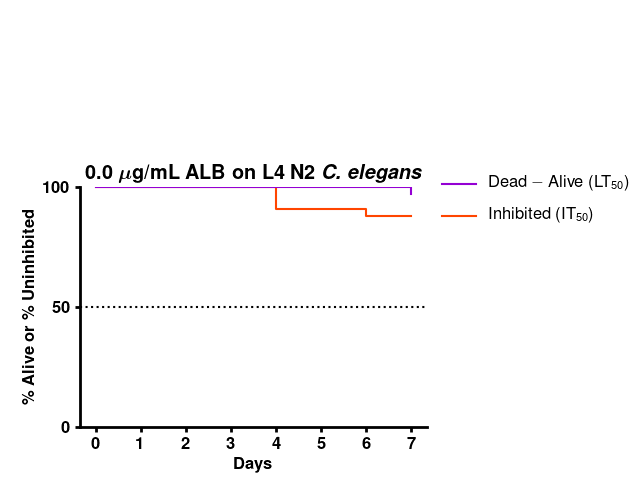 0.0 μg/mL ALB on L4 N2 C. elegans
Dead – Alive (LT50)
Inhibited (IT50)
% Alive or % Uninhibited
100
50
0
0 1 2 3 4 5 6 7
Days